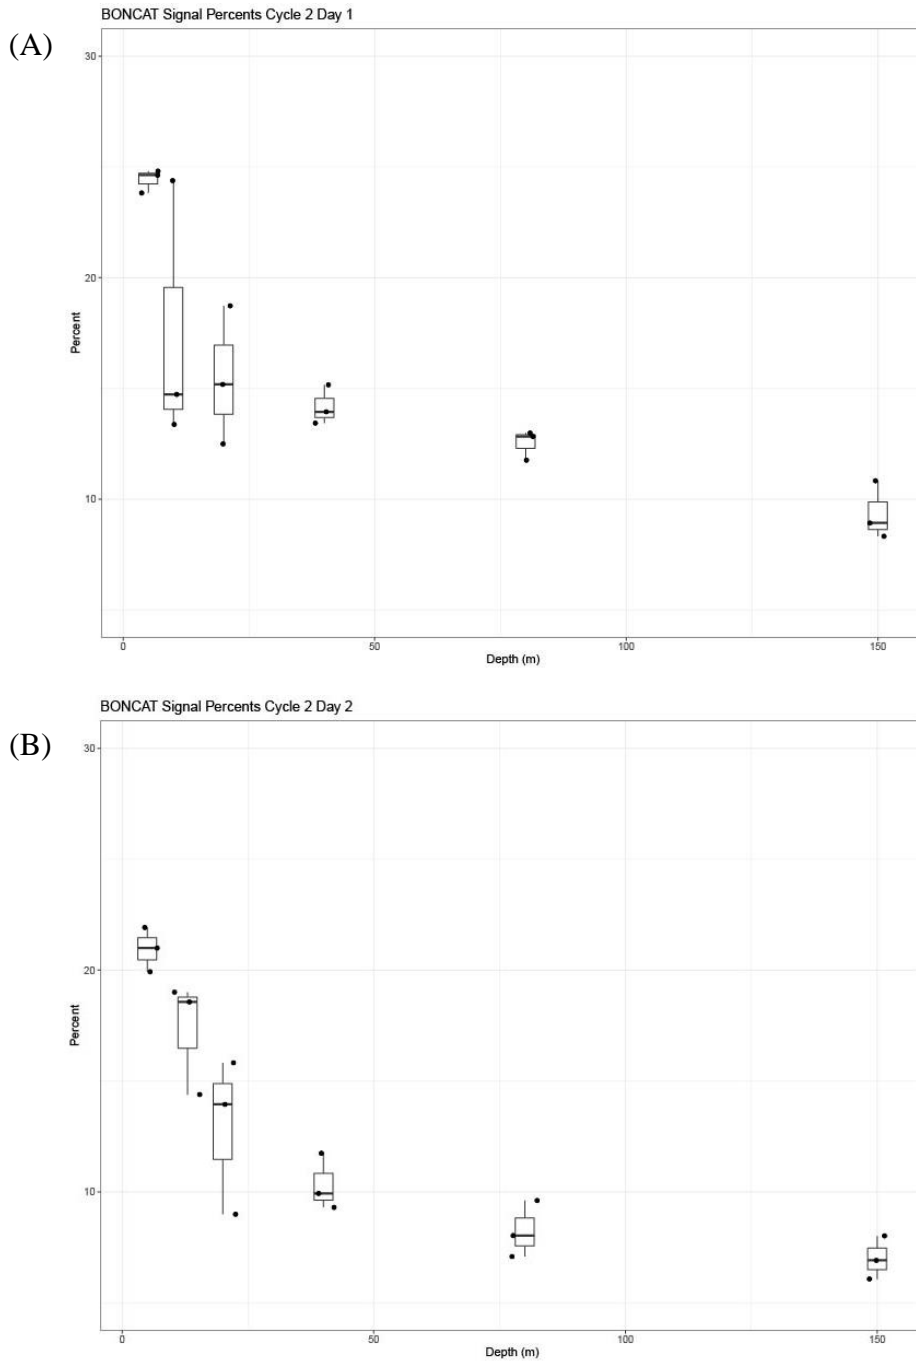 BONCAT Signal Percents Cycle 2 Day 1
(A)
30
20
Percent
10
0 50 100 150
Depth (m)
BONCAT Signal Percents Cycle 2 Day 2
(B)
30
20
Percent
10
0 50 100 150
Depth (m)